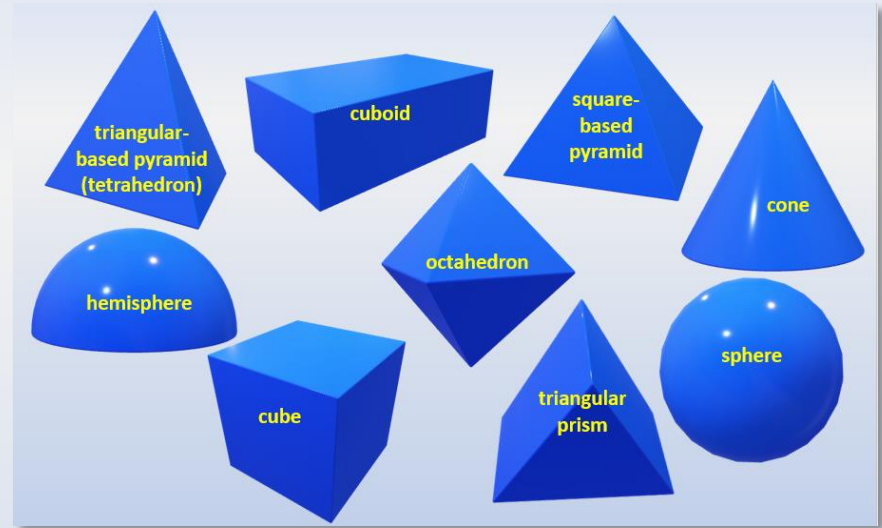 triangular-
based pyramid
(tetrahedron)
cuboid
square-
based
pyramid
cone
hemisphere
octahedron
sphere
cube
triangular
prism